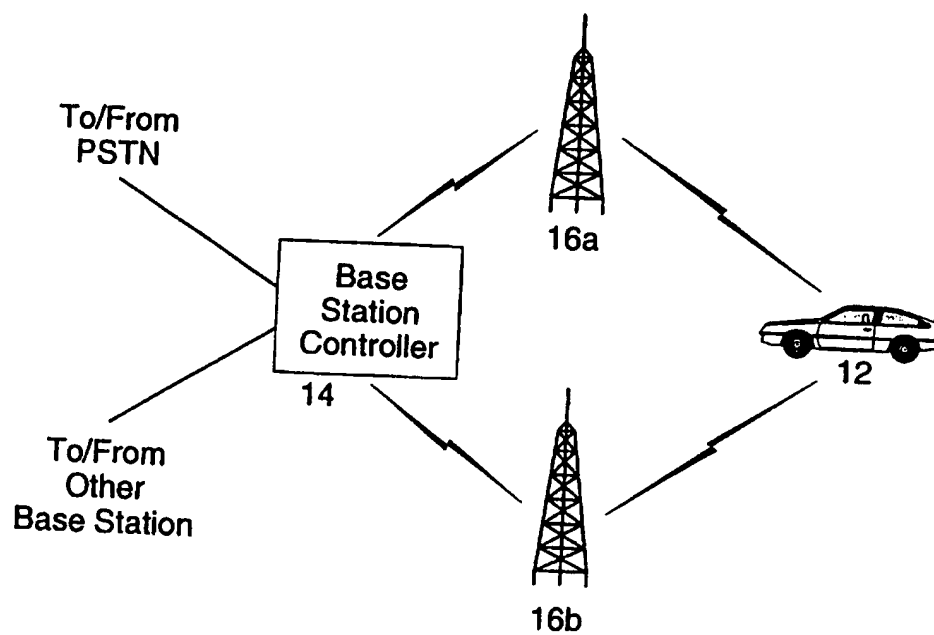 To/From
PSTN
16a
Base
Station
Controller
14
12
To/From
Other
Base Station
16b